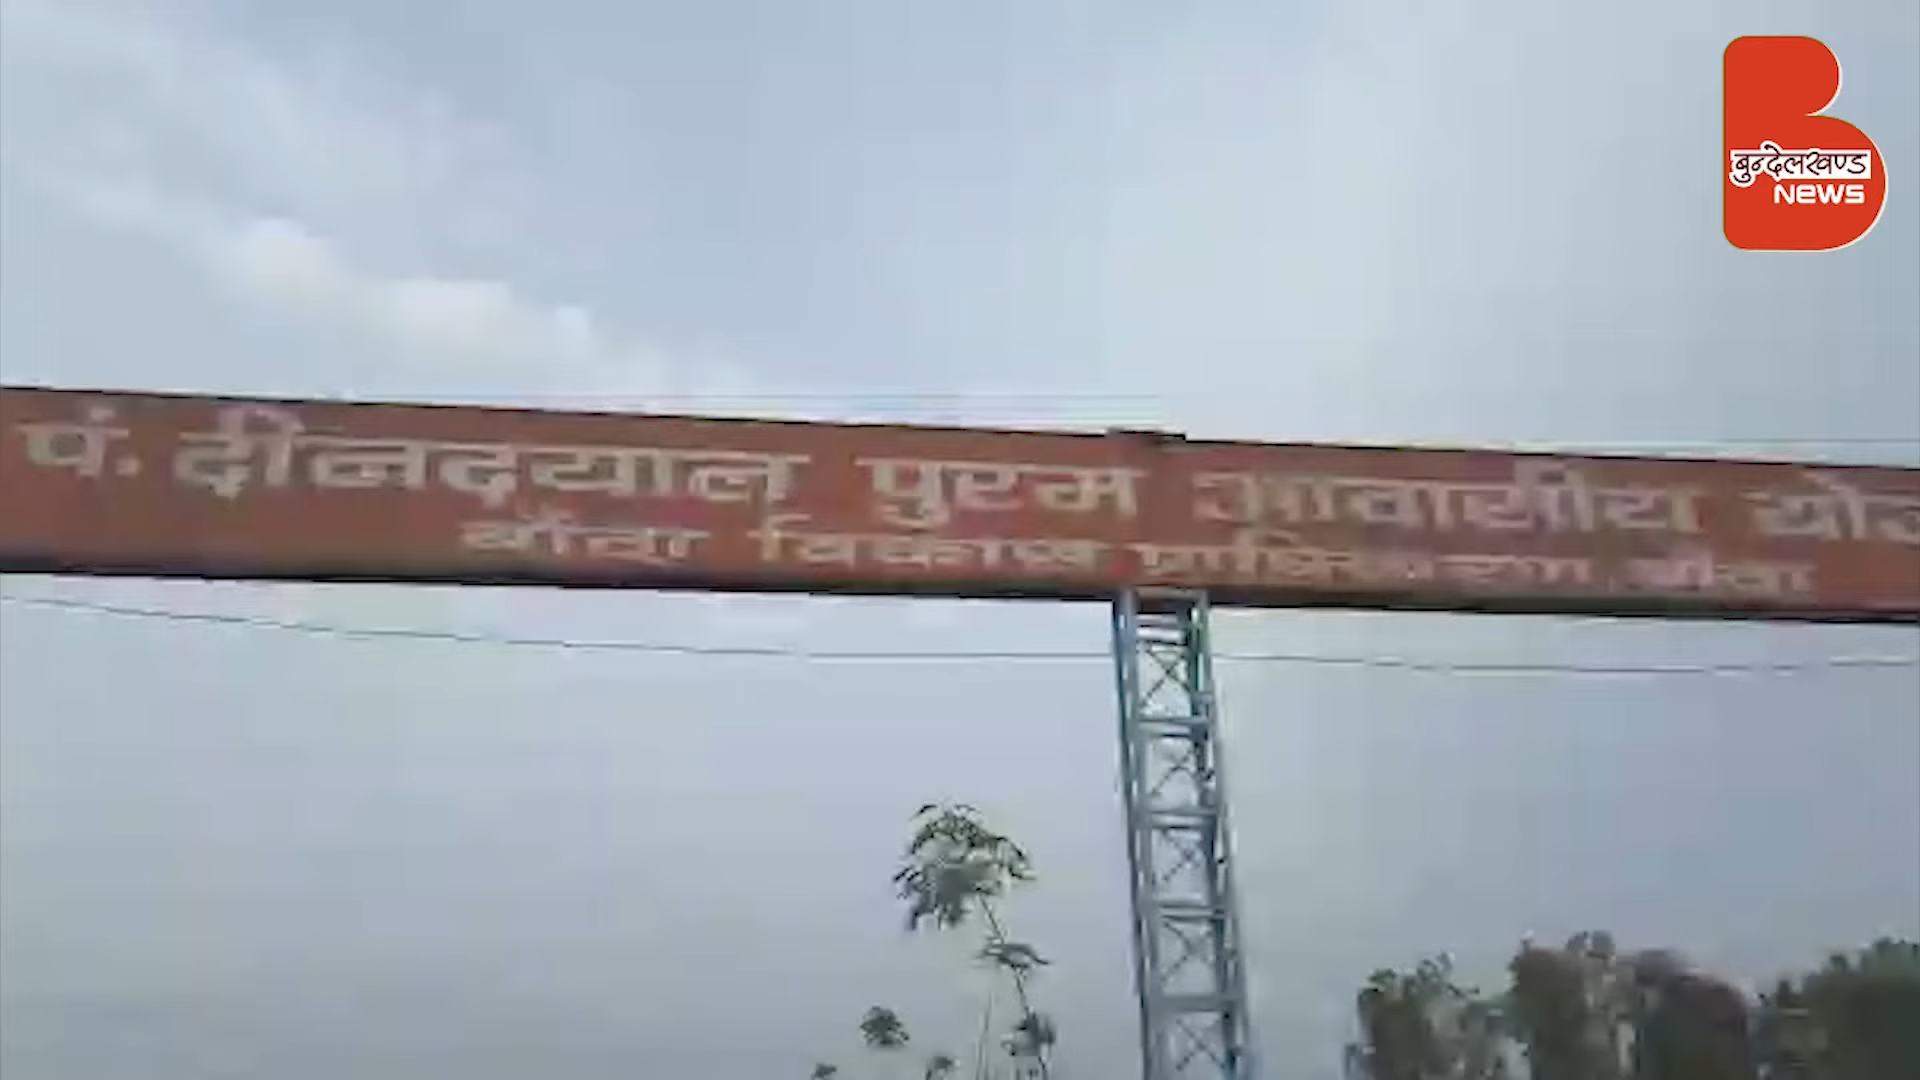 पं. दीनदयाल पुरम आवासीय यो
बाँदा विकास प्राधिकरण, बाँदा
बुन्देलखण्ड
NEWS